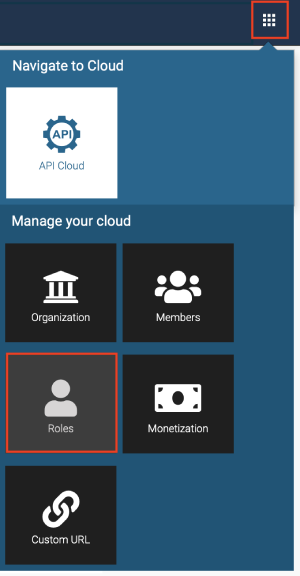 Navigate to Cloud
API
API Cloud
Manage your cloud
Organization
Members
Roles
Monetization
Custom URL